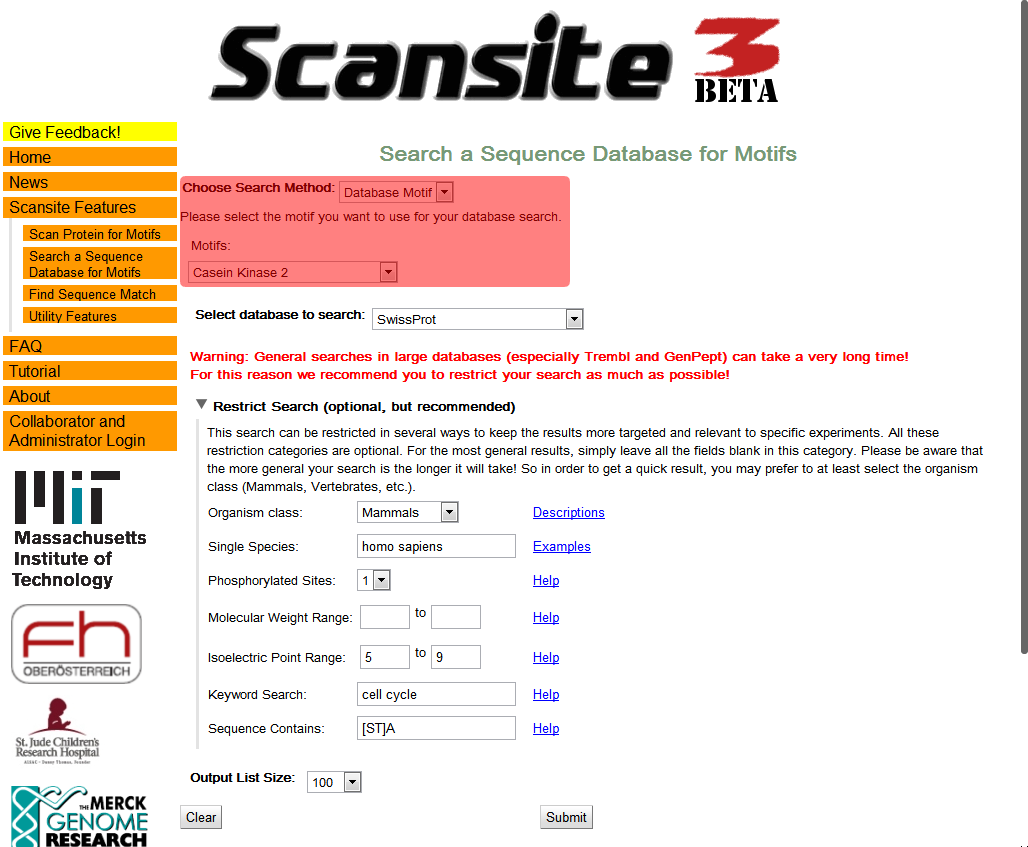 Scansite 3
BETA
Give Feedback!
Home
News
Scansite Features
Scan Protein for Motifs
Search a Sequence
Database for Motifs
Find Sequence Match
Utility Features
FAQ
Tutorial
About
Collaborator and
Administrator Login
Massachusetts
Institute of
Technology
fh
OBERÖSTERREICH
St. Jude Children's
Research Hospital
ALSAC - Danny Thomas, Founder
THE MERCK
GENOME
RESEARCH
Search a Sequence Database for Motifs
Choose Search Method: Database Motif
Please select the motif you want to use for your database search.
Motifs:
Casein Kinase 2
Select database to search: SwissProt
Warning: General searches in large databases (especially Trembl and GenPept) can take a very long time!
For this reason we recommend you to restrict your search as much as possible!
Restrict Search (optional, but recommended)
This search can be restricted in several ways to keep the results more targeted and relevant to specific experiments. All these
restriction categories are optional. For the most general results, simply leave all the fields blank in this category. Please be aware that
the more general your search is the longer it will take! So in order to get a quick result, you may prefer to at least select the organism
class (Mammals, Vertebrates, etc.).
Organism class: Mammals Descriptions
Single Species: homo sapiens Examples
Phosphorylated Sites: 1 Help
Molecular Weight Range: to Help
Isoelectric Point Range: 5 to 9 Help
Keyword Search: cell cycle Help
Sequence Contains: [ST]A Help
Output List Size: 100
Clear Submit